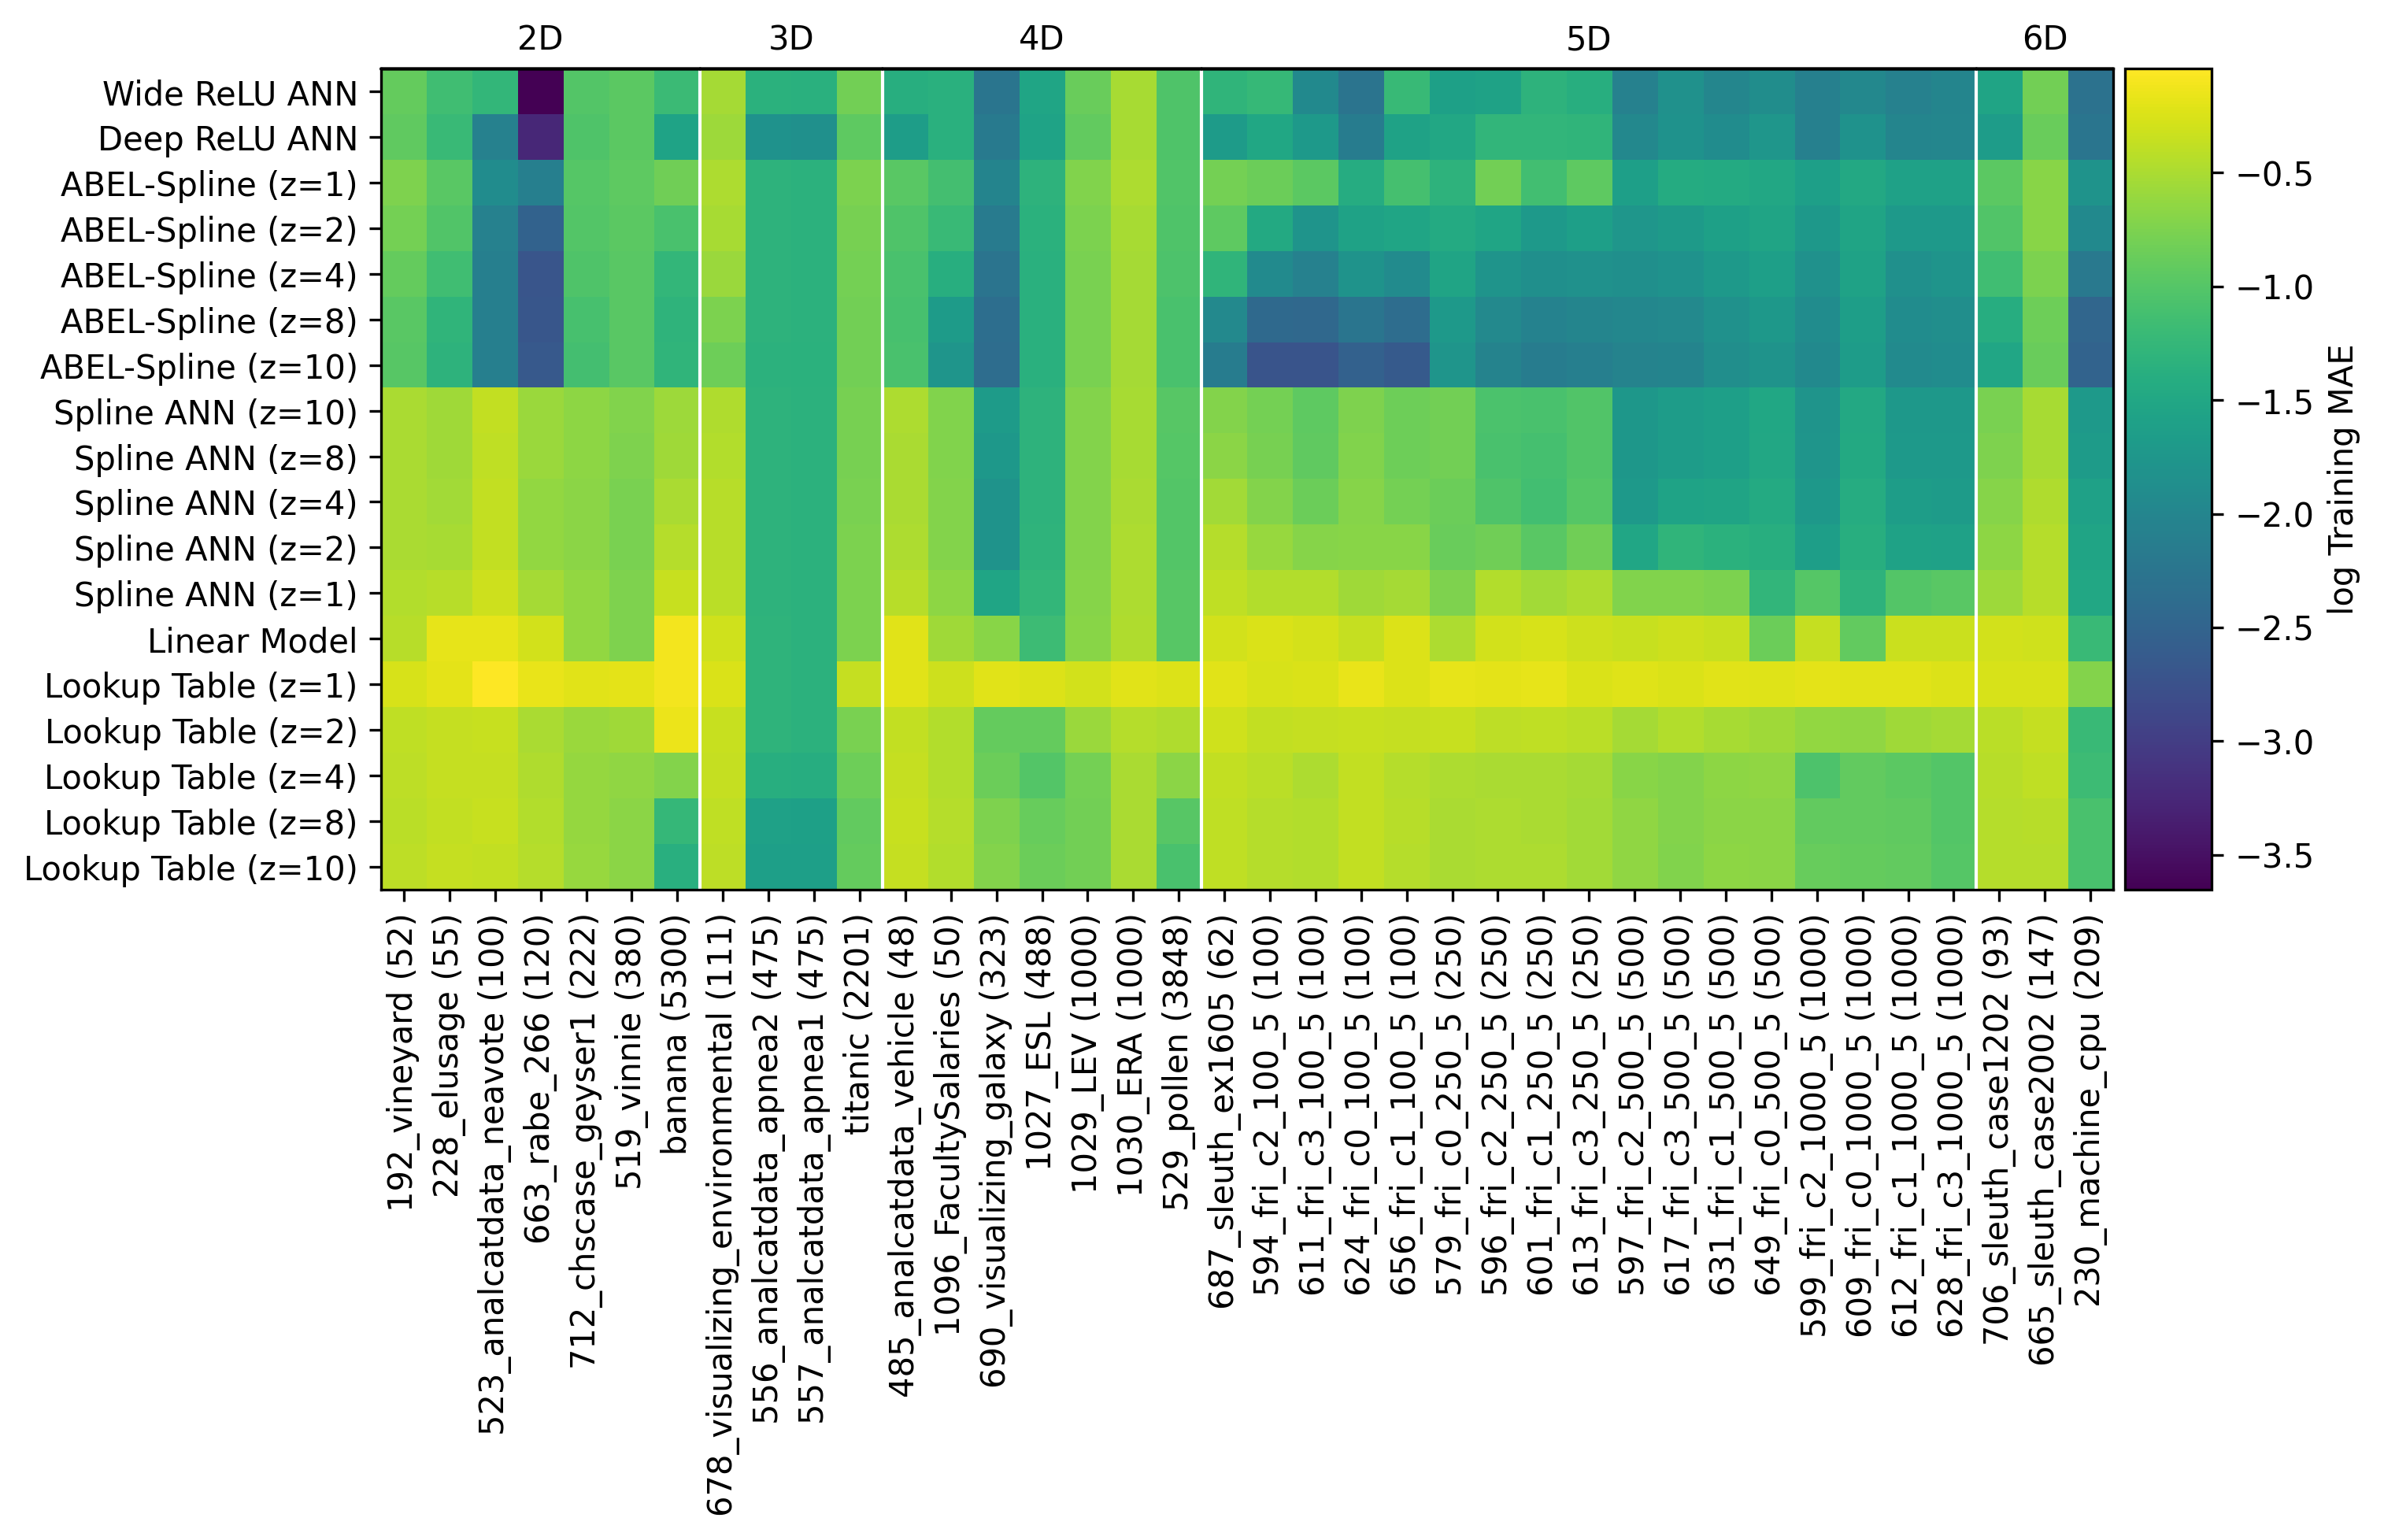 2D 3D 4D 5D 6D
Wide ReLU ANN
Deep ReLU ANN
ABEL-Spline (z=1)
ABEL-Spline (z=2)
ABEL-Spline (z=4)
ABEL-Spline (z=8)
ABEL-Spline (z=10)
Spline ANN (z=10)
Spline ANN (z=8)
Spline ANN (z=4)
Spline ANN (z=2)
Spline ANN (z=1)
Linear Model
Lookup Table (z=1)
Lookup Table (z=2)
Lookup Table (z=4)
Lookup Table (z=8)
Lookup Table (z=10)
192_vineyard (52)
228_elusage (55)
523_analcatdata_neavote (100)
663_rabe_266 (120)
712_chscase_geyser1 (222)
519_vinnie (380)
banana (5300)
678_visualizing_environmental (111)
556_analcatdata_apnea2 (475)
557_analcatdata_apnea1 (475)
titanic (2201)
485_analcatdata_vehicle (48)
1096_FacultySalaries (50)
690_visualizing_galaxy (323)
1027_ESL (488)
1029_LEV (1000)
1030_ERA (1000)
529_pollen (3848)
687_sleuth_ex1605 (62)
594_fri_c2_100_5 (100)
611_fri_c3_100_5 (100)
624_fri_c0_100_5 (100)
656_fri_c1_100_5 (100)
579_fri_c0_250_5 (250)
596_fri_c2_250_5 (250)
601_fri_c1_250_5 (250)
613_fri_c3_250_5 (250)
597_fri_c2_500_5 (500)
617_fri_c3_500_5 (500)
631_fri_c1_500_5 (500)
649_fri_c0_500_5 (500)
599_fri_c2_1000_5 (1000)
609_fri_c0_1000_5 (1000)
612_fri_c1_1000_5 (1000)
628_fri_c3_1000_5 (1000)
706_sleuth_case1202 (93)
665_sleuth_case2002 (147)
230_machine_cpu (209)
−0.5
−1.0
−1.5
−2.0
−2.5
−3.0
−3.5
log Training MAE